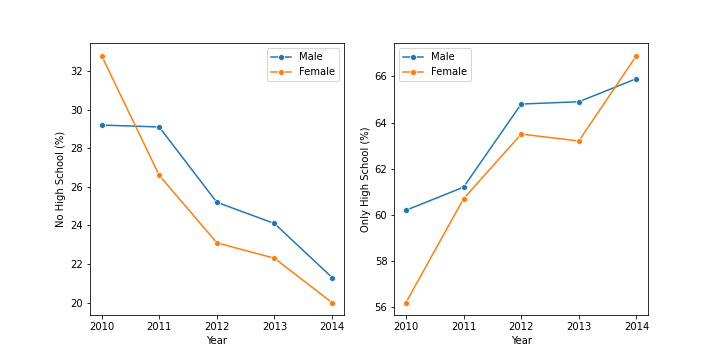 No High School (%)
32
30
28
26
24
22
20
2010 2011 2012 2013 2014
Year
Male
Female
Only High School (%)
66
64
62
60
58
56
2010 2011 2012 2013 2014
Year
Male
Female